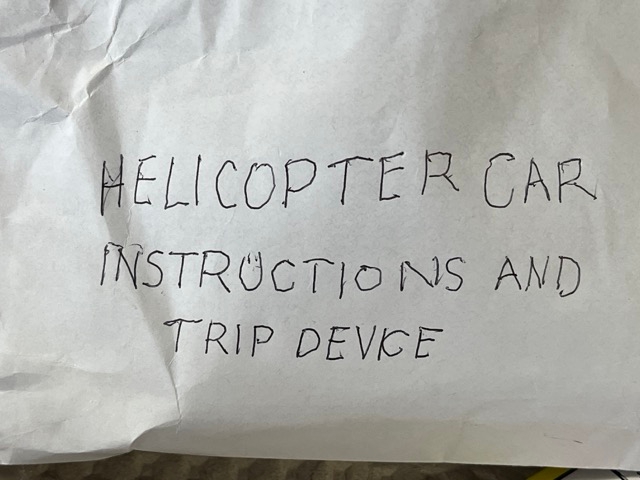 HELICOPTER CAR
INSTRUCTIONS AND
TRIP DEVICE